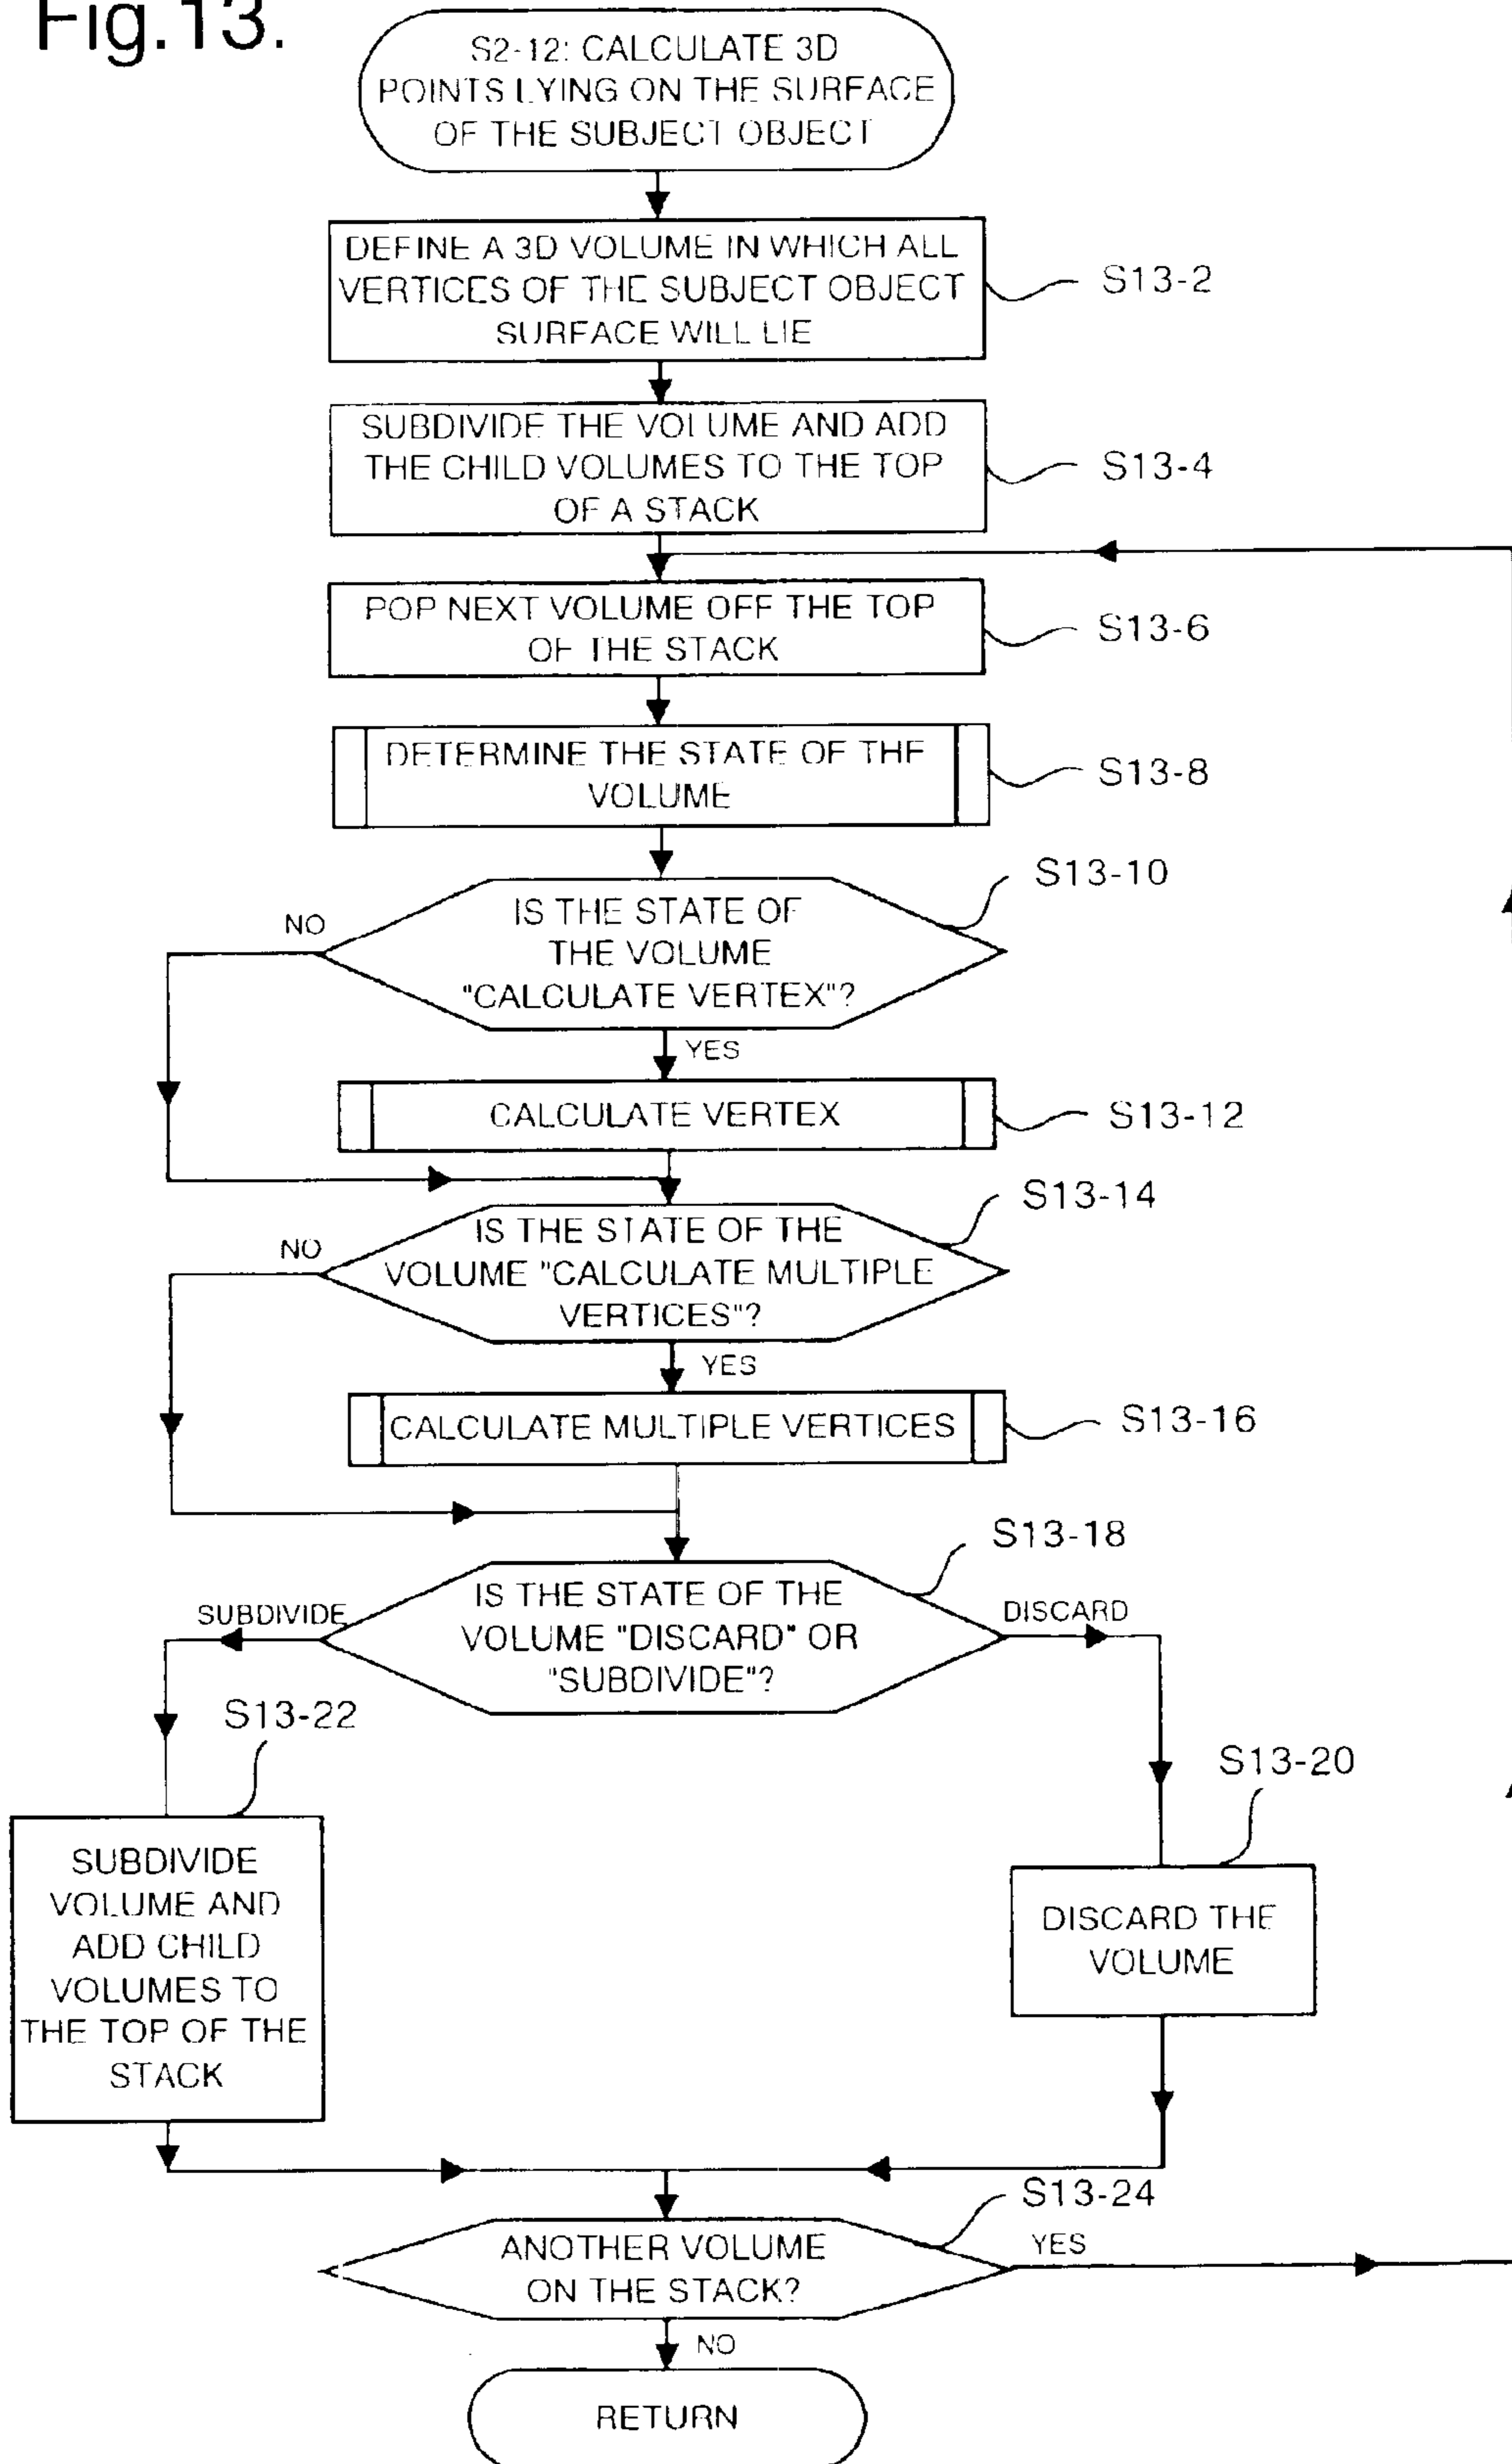 Fig.13.
S2-12: CALCULATE 3D
POINTS LYING ON THE SURFACE
OF THE SUBJECT OBJECT
DEFINE A 3D VOLUME IN WHICH ALL
VERTICES OF THE SUBJECT OBJECT
SURFACE WILL LIE
S13-2
SUBDIVIDE THE VOLUME AND ADD
THE CHILD VOLUMES TO THE TOP
OF A STACK
S13-4
POP NEXT VOLUME OFF THE TOP
OF THE STACK
S13-6
DETERMINE THE STATE OF THE
VOLUME
S13-8
S13-10
IS THE STATE OF
THE VOLUME
"CALCULATE VERTEX"?
NO
YES
CALCULATE VERTEX
S13-12
S13-14
IS THE STATE OF THE
VOLUME "CALCULATE MULTIPLE
VERTICES"?
NO
YES
CALCULATE MULTIPLE VERTICES
S13-16
S13-18
IS THE STATE OF THE
VOLUME "DISCARD" OR
"SUBDIVIDE"?
SUBDIVIDE
DISCARD
S13-22
SUBDIVIDE
VOLUME AND
ADD CHILD
VOLUMES TO
THE TOP OF THE
STACK
S13-20
DISCARD THE
VOLUME
S13-24
ANOTHER VOLUME
ON THE STACK?
YES
NO
RETURN